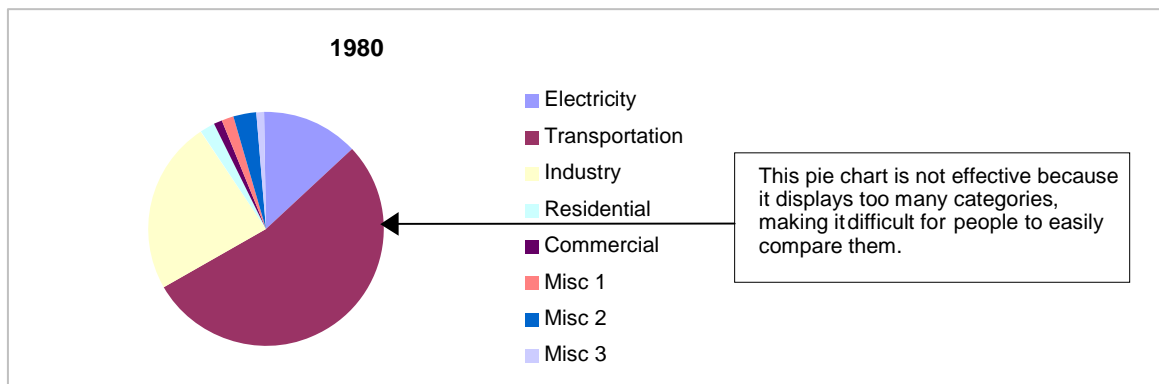 1980
Electricity
Transportation
Industry
Residential
Commercial
Misc 1
Misc 2
Misc 3
This pie chart is not effective because
it displays too many categories,
making it difficult for people to easily
compare them.